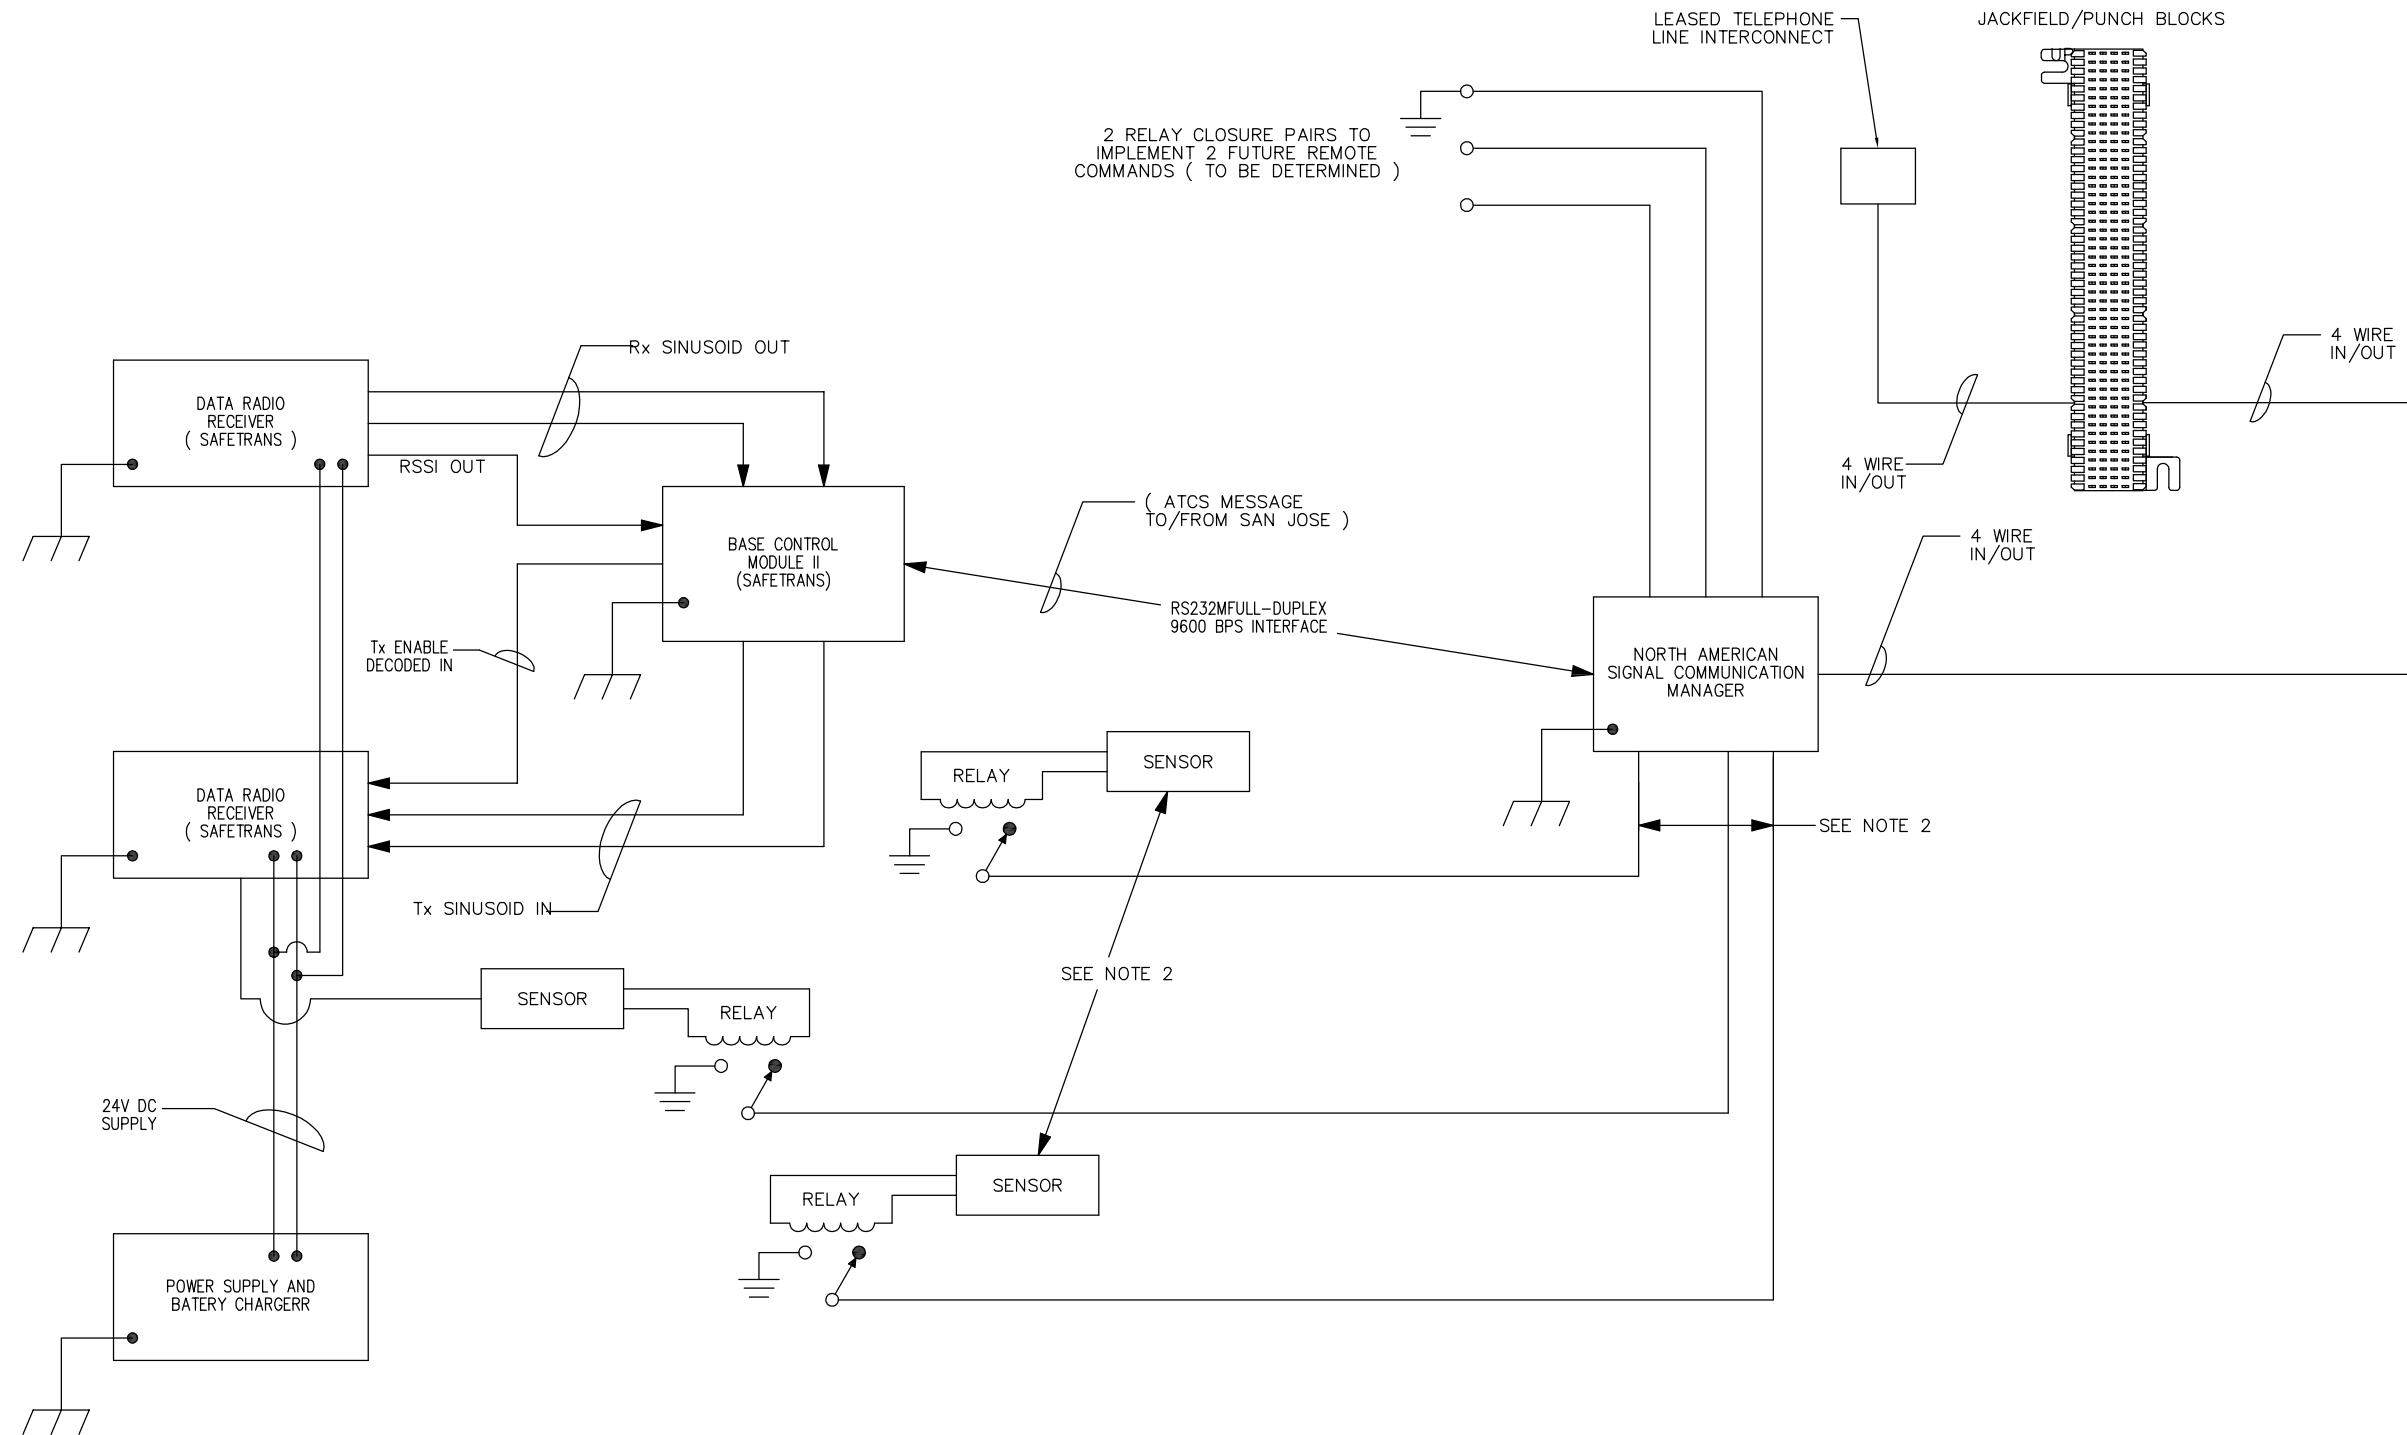 LEASED TELEPHONE
LINE INTERCONNECT
JACKFIELD/PUNCH BLOCKS
UP
2 RELAY CLOSURE PAIRS TO
IMPLEMENT 2 FUTURE REMOTE
COMMANDS ( TO BE DETERMINED )
Rx SINUSOID OUT
4 WIRE
IN/OUT
DATA RADIO
RECEIVER
( SAFETRANS )
RSSI OUT
4 WIRE
IN/OUT
( ATCS MESSAGE
TO/FROM SAN JOSE )
BASE CONTROL
MODULE II
(SAFETRANS)
4 WIRE
IN/OUT
RS232MFULL-DUPLEX
9600 BPS INTERFACE
Tx ENABLE
DECODED IN
NORTH AMERICAN
SIGNAL COMMUNICATION
MANAGER
SENSOR
RELAY
DATA RADIO
RECEIVER
( SAFETRANS )
SEE NOTE 2
Tx SINUSOID IN
SEE NOTE 2
SENSOR
RELAY
24V DC
SUPPLY
SENSOR
RELAY
POWER SUPPLY AND
BATERY CHARGERR